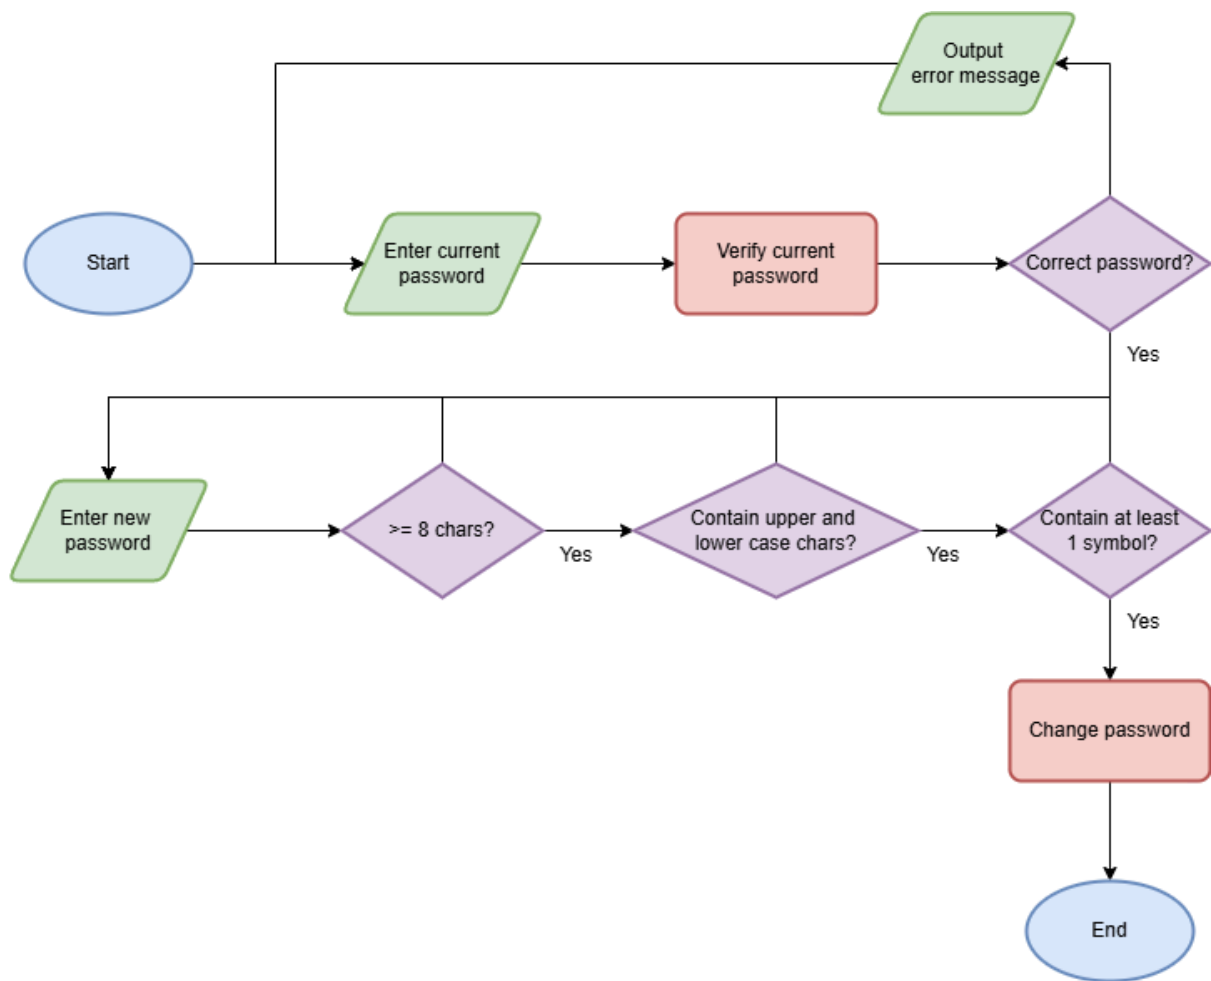 Output
error message
Start
Enter current
password
Verify current
password
Correct password?
Yes
Enter new
password
>= 8 chars?
Yes
Contain upper and
lower case chars?
Yes
Contain at least
1 symbol?
Yes
Change password
End